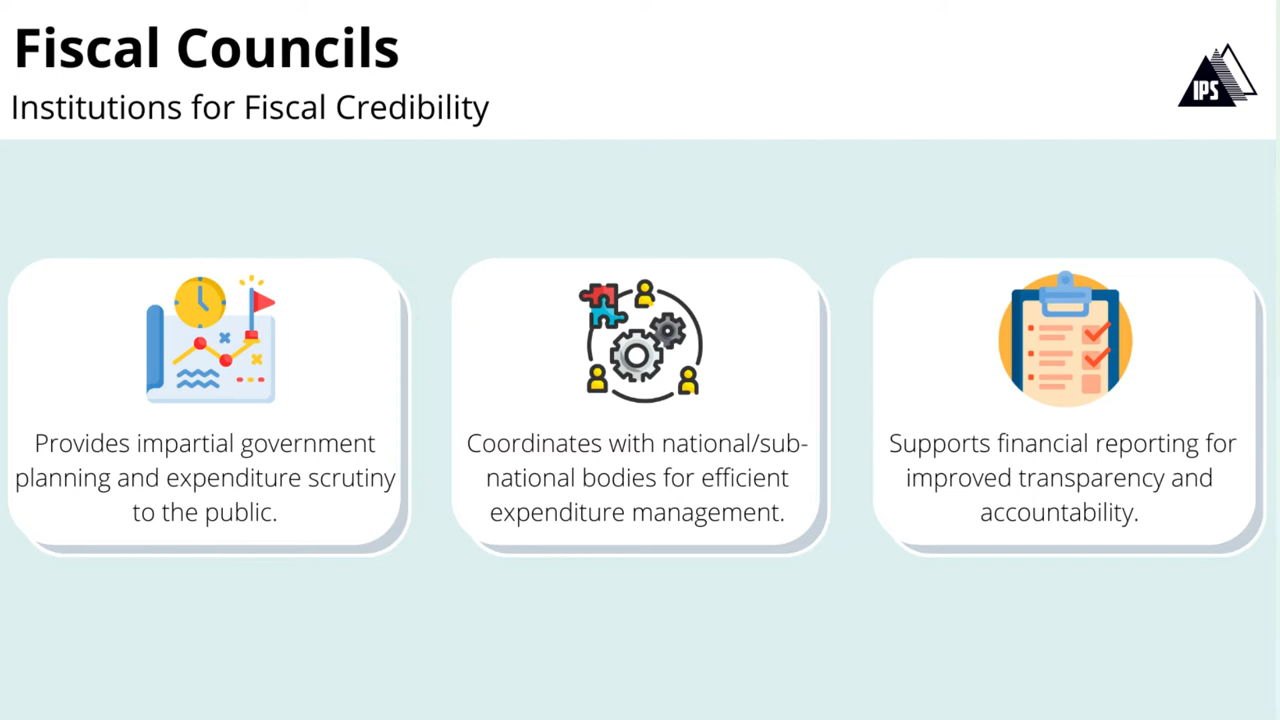 Fiscal Councils
Institutions for Fiscal Credibility
IPS
Provides impartial government
planning and expenditure scrutiny
to the public.
Coordinates with national/sub-
national bodies for efficient
expenditure management.
Supports financial reporting for
improved transparency and
accountability.